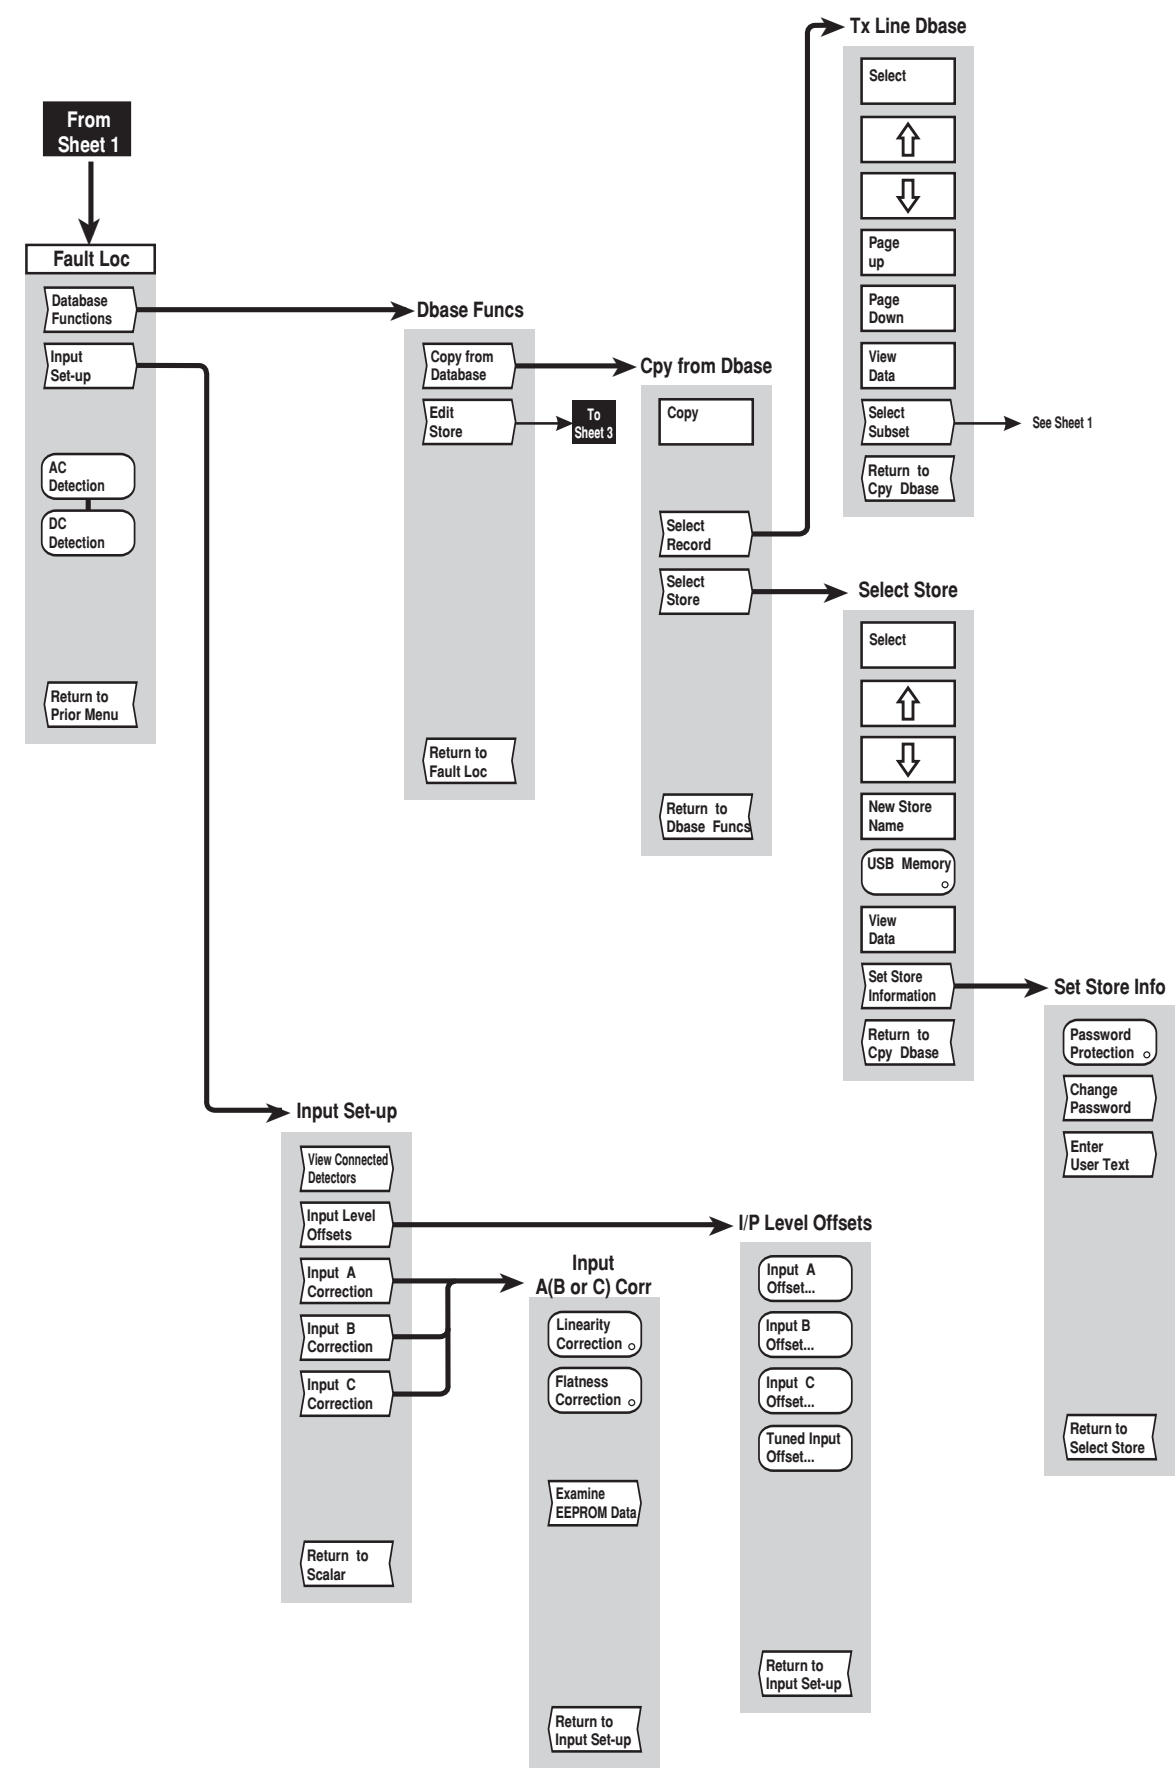 From
Sheet 1
Fault Loc
Database
Functions
Input
Set-up
AC
Detection
DC
Detection
Return to
Prior Menu
Dbase Funcs
Copy from
Database
Edit
Store
To
Sheet 3
Return to
Fault Loc
Cpy from Dbase
Copy
Select
Record
Select
Store
Return to
Dbase Funcs
Tx Line Dbase
Select
Page
up
Page
Down
View
Data
Select
Subset
See Sheet 1
Return to
Cpy Dbase
Select Store
Select
New Store
Name
USB Memory
View
Data
Set Store
Information
Return to
Cpy Dbase
Set Store Info
Password
Protection
Change
Password
Enter
User Text
Return to
Select Store
Input Set-up
View Connected
Detectors
Input Level
Offsets
Input A
Correction
Input B
Correction
Input C
Correction
Return to
Scalar
Input
A(B or C) Corr
Linearity
Correction
Flatness
Correction
Examine
EEPROM Data
Return to
Input Set-up
I/P Level Offsets
Input A
Offset...
Input B
Offset...
Input C
Offset...
Tuned Input
Offset...
Return to
Input Set-up